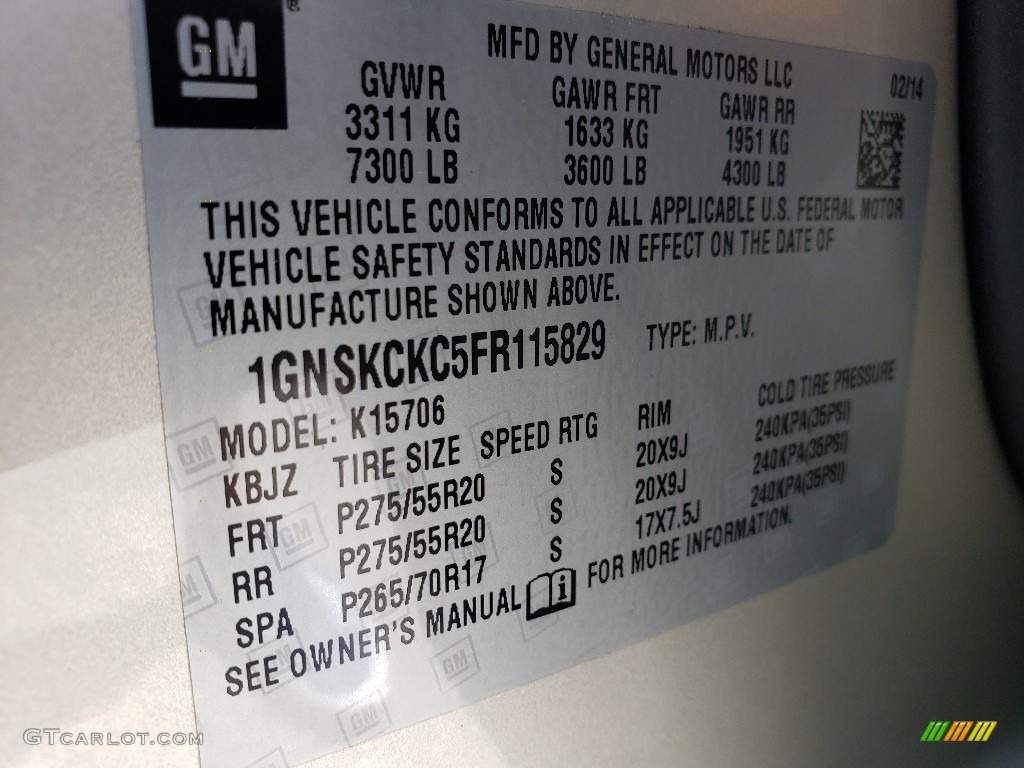 GM®
MFD BY GENERAL MOTORS LLC
02/14
GVWR GAWR FRT GAWR RR
3311 KG 1633 KG 1951 KG
7300 LB 3600 LB 4300 LB
THIS VEHICLE CONFORMS TO ALL APPLICABLE U.S. FEDERAL MOTOR
VEHICLE SAFETY STANDARDS IN EFFECT ON THE DATE OF
MANUFACTURE SHOWN ABOVE.
1GNSKCKC5FR115829 TYPE: M.P.V.
MODEL: K15706
KBJZ TIRE SIZE SPEED RTG RIM COLD TIRE PRESSURE
FRT P275/55R20 S 20X9J 240KPA(35PSI)
RR P275/55R20 S 20X9J 240KPA(35PSI)
SPA P265/70R17 S 17X7.5J 240KPA(35PSI)
SEE OWNER'S MANUAL i FOR MORE INFORMATION.
GTcarlot.com